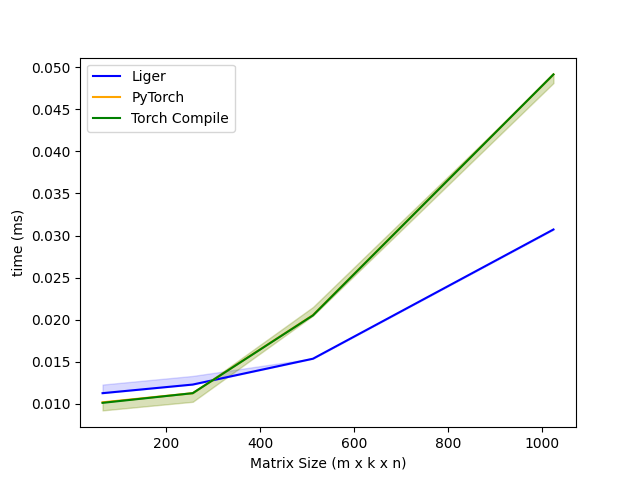 0.050
0.045
0.040
0.035
0.030
0.025
0.020
0.015
0.010
time (ms)
Liger
PyTorch
Torch Compile
200 400 600 800 1000
Matrix Size (m x k x n)